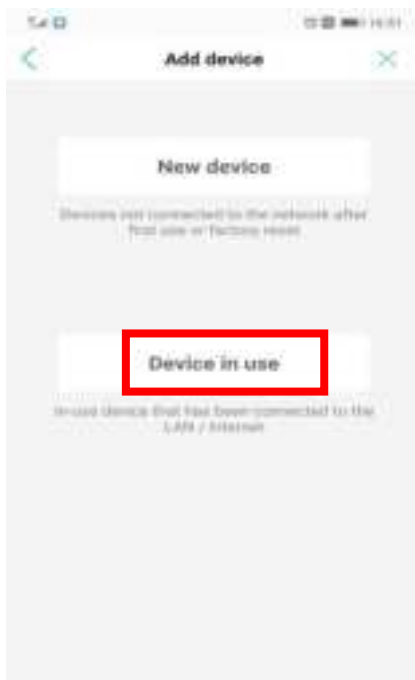 Add device
New device
Devices not connected to the network after
first use or factory reset
Device in use
In-use device that has been connected to the
LAN / Internet